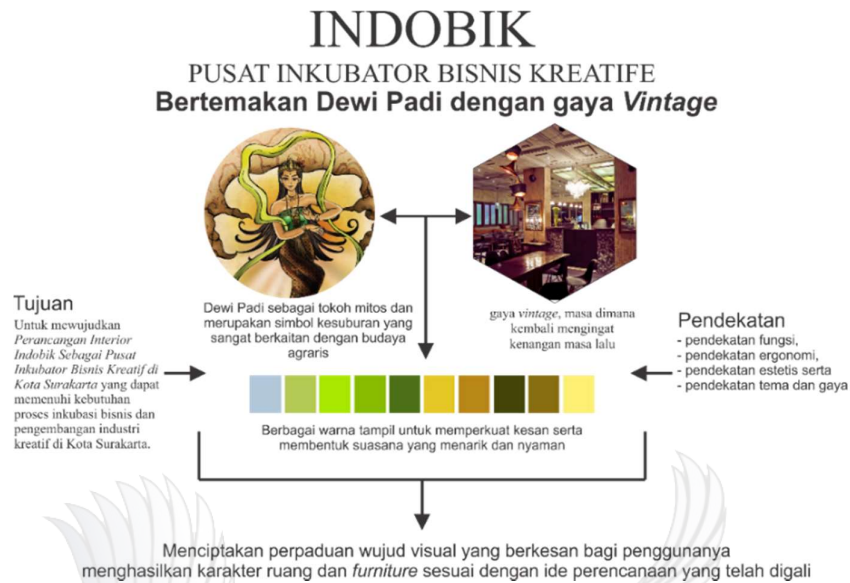 INDOBIK
PUSAT INKUBATOR BISNIS KREATIFE
Bertemakan Dewi Padi dengan gaya Vintage
Dewi Padi sebagai tokoh mitos dan
merupakan simbol kesuburan yang
sangat berkaitan dengan budaya
agraris
gaya vintage, masa dimana
kembali mengingat
kenangan masa lalu
Tujuan
Untuk mewujudkan
Perancangan Interior
Indobik Sebagai Pusat
Inkubator Bisnis Kreatif di
Kota Surakarta yang dapat
memenuhi kebutuhan
proses inkubasi bisnis dan
pengembangan industri
kreatif di Kota Surakarta.
Pendekatan
- pendekatan fungsi,
- pendekatan ergonomi,
- pendekatan estetis serta
- pendekatan tema dan gaya
Berbagai warna tampil untuk memperkuat kesan serta
membentuk suasana yang menarik dan nyaman
Menciptakan perpaduan wujud visual yang berkesan bagi penggunanya
menghasilkan karakter ruang dan furniture sesuai dengan ide perencanaan yang telah digali